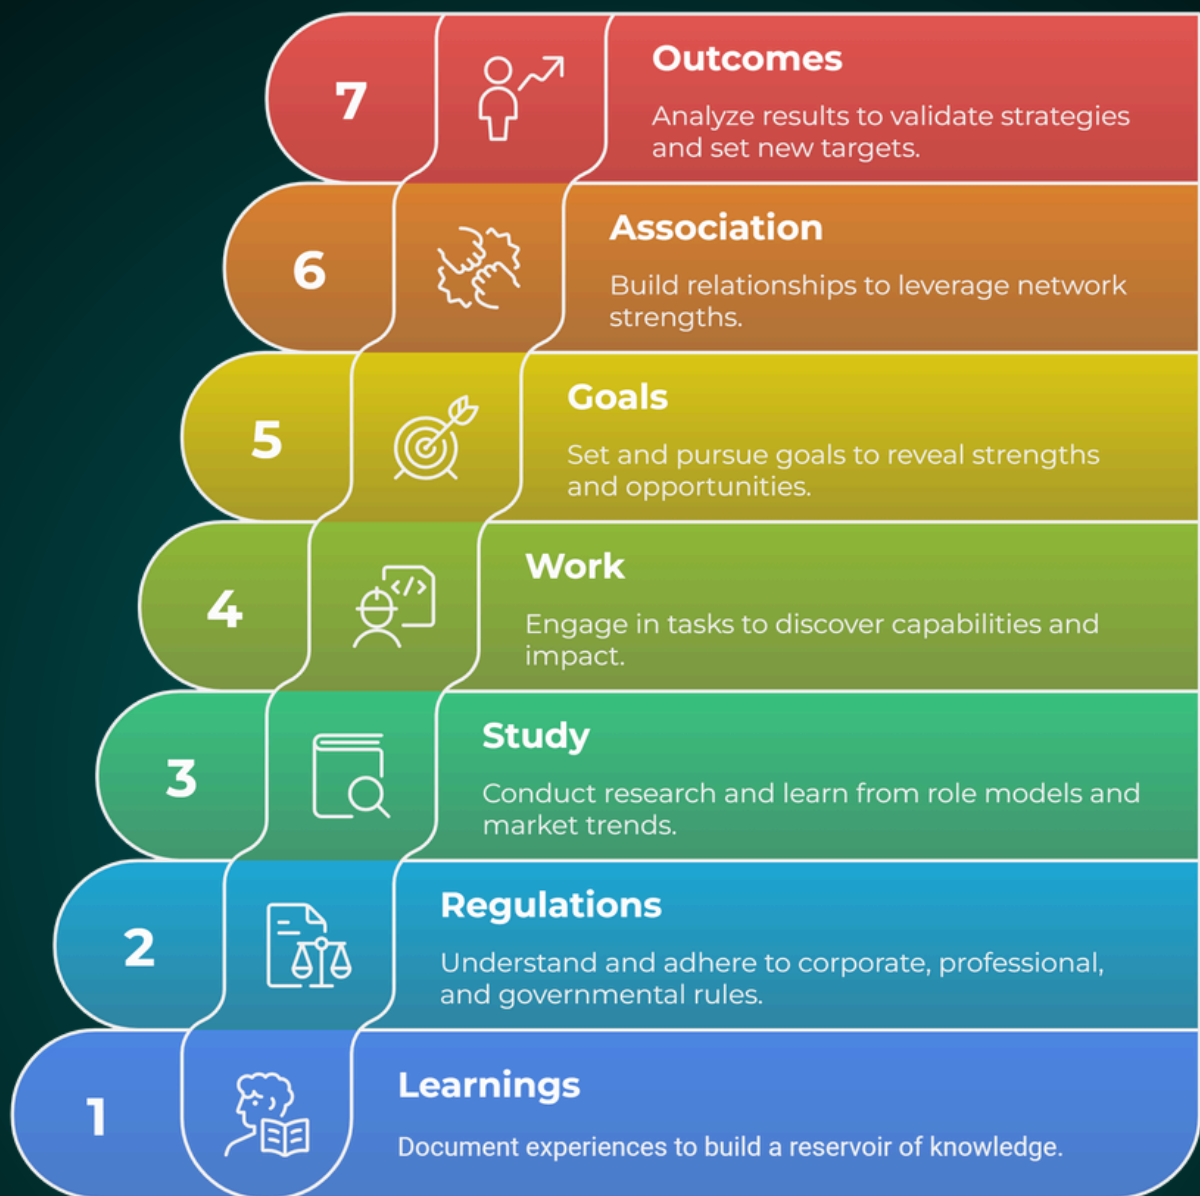 7
Outcomes
Analyze results to validate strategies
and set new targets.
6
Association
Build relationships to leverage network
strengths.
5
Goals
Set and pursue goals to reveal strengths
and opportunities.
4
</>
Work
Engage in tasks to discover capabilities and
impact.
3
Study
Conduct research and learn from role models and
market trends.
2
Regulations
Understand and adhere to corporate, professional,
and governmental rules.
1
Learnings
Document experiences to build a reservoir of knowledge.